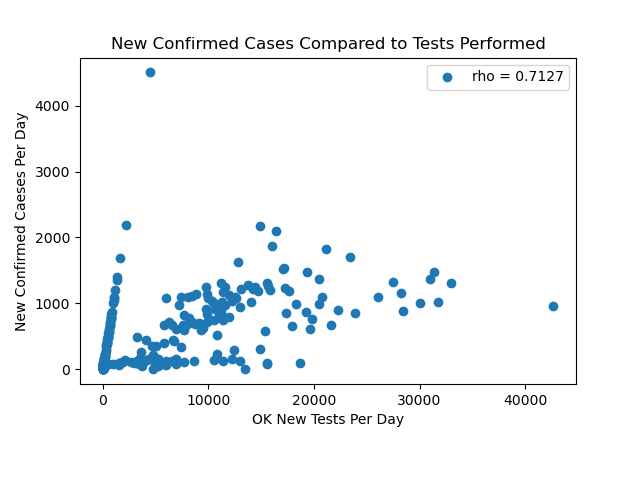 New Confirmed Cases Compared to Tests Performed
rho = 0.7127
New Confirmed Caeses Per Day
4000
3000
2000
1000
0
0 10000 20000 30000 40000
OK New Tests Per Day